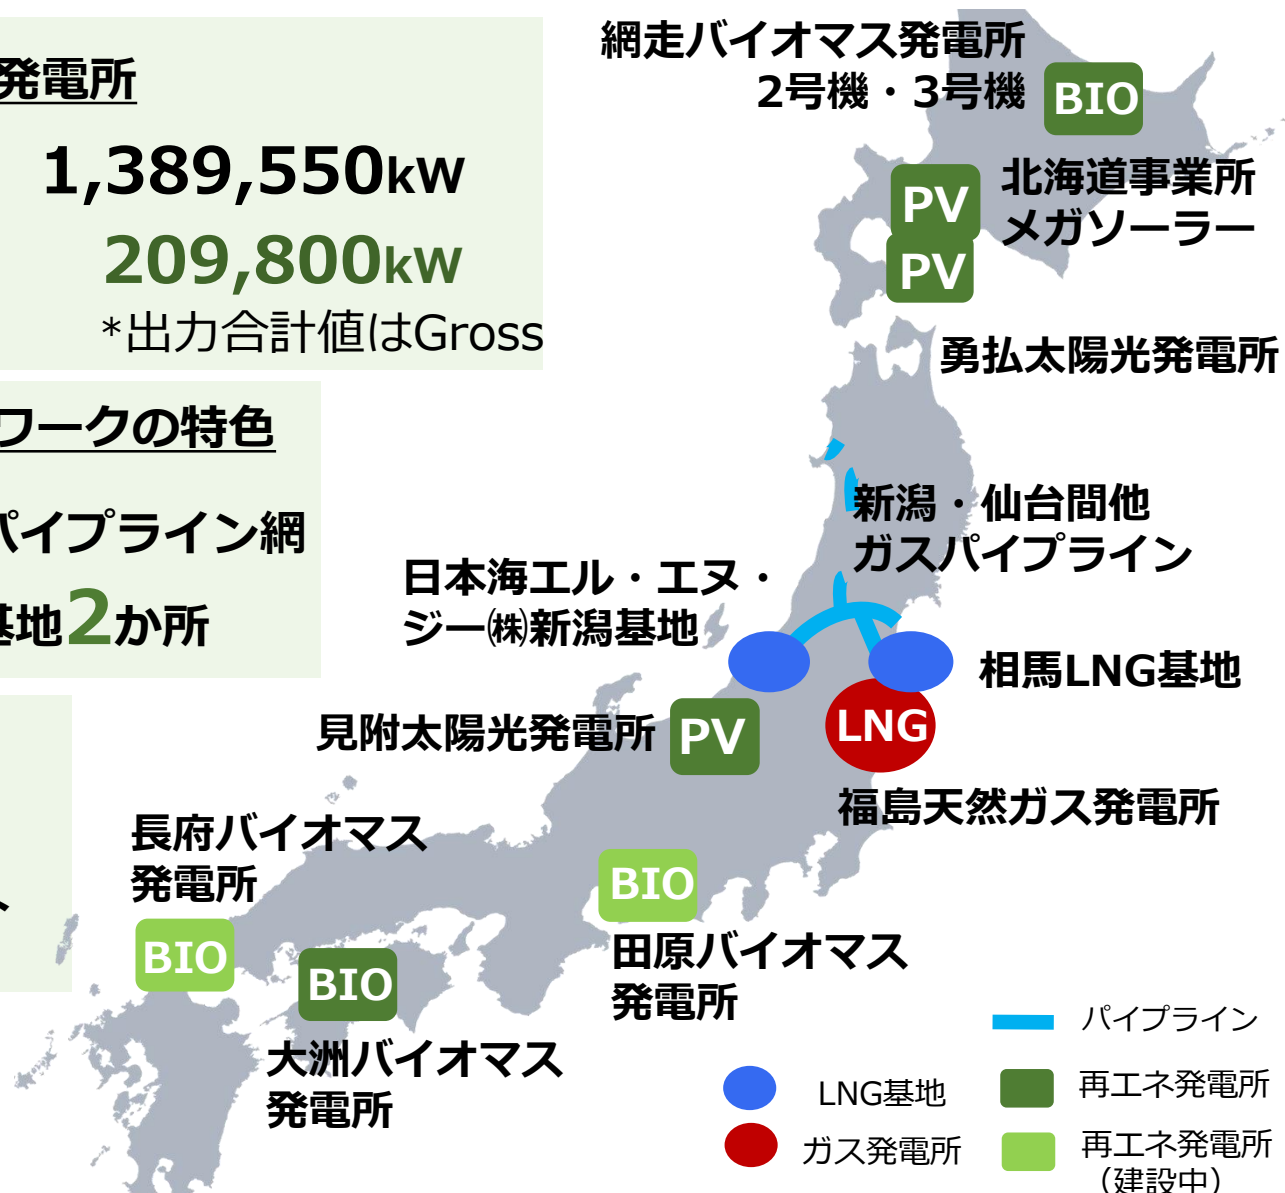 発電所
1,389,550kW
209,800kW
*出力合計値はGross
ワークの特色
パイプライン網
基地2か所
網走バイオマス発電所
2号機・3号機
BIO
PV
北海道事業所
メガソーラー
PV
勇払太陽光発電所
新潟・仙台間他
ガスパイプライン
日本海エル・エヌ・
ジー㈱新潟基地
相馬LNG基地
見附太陽光発電所
PV
LNG
福島天然ガス発電所
長府バイオマス
発電所
BIO
BIO
田原バイオマス
発電所
BIO
大洲バイオマス
発電所
パイプライン
LNG基地
再エネ発電所
ガス発電所
再エネ発電所
（建設中）